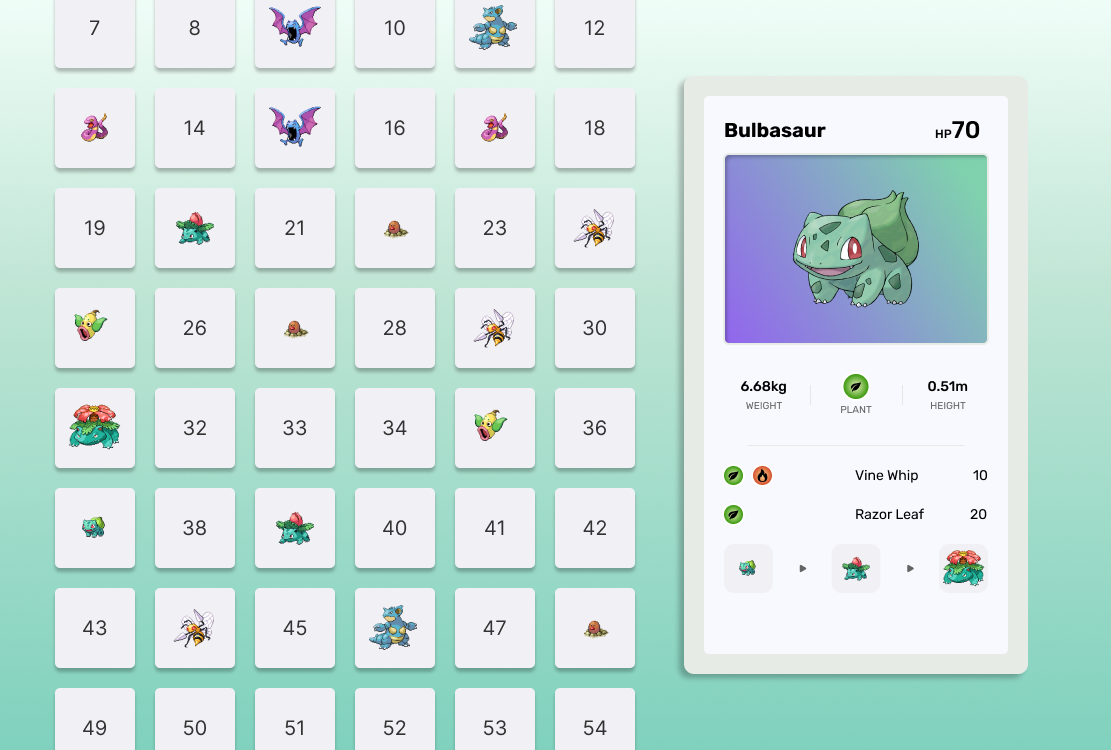 7 8 10 12
14 16 18
19 21 23
26 28 30
32 33 34 36
38 40 41 42
43 45 47
49 50 51 52 53 54
Bulbasaur HP70
6.68kg 0.51m
WEIGHT PLANT HEIGHT
Vine Whip 10
Razor Leaf 20